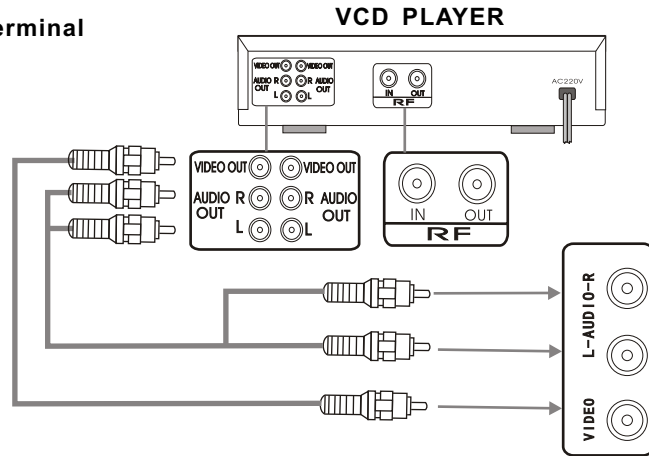 erminal
VCD PLAYER
VIDEO OUT VIDEO OUT
AUDIO R R AUDIO
OUT OUT
L L
IN OUT
RF
AC220V
VIDEO OUT VIDEO OUT
AUDIO R R AUDIO
OUT OUT
L L
IN OUT
RF
L-AUDIO-R
VIDEO